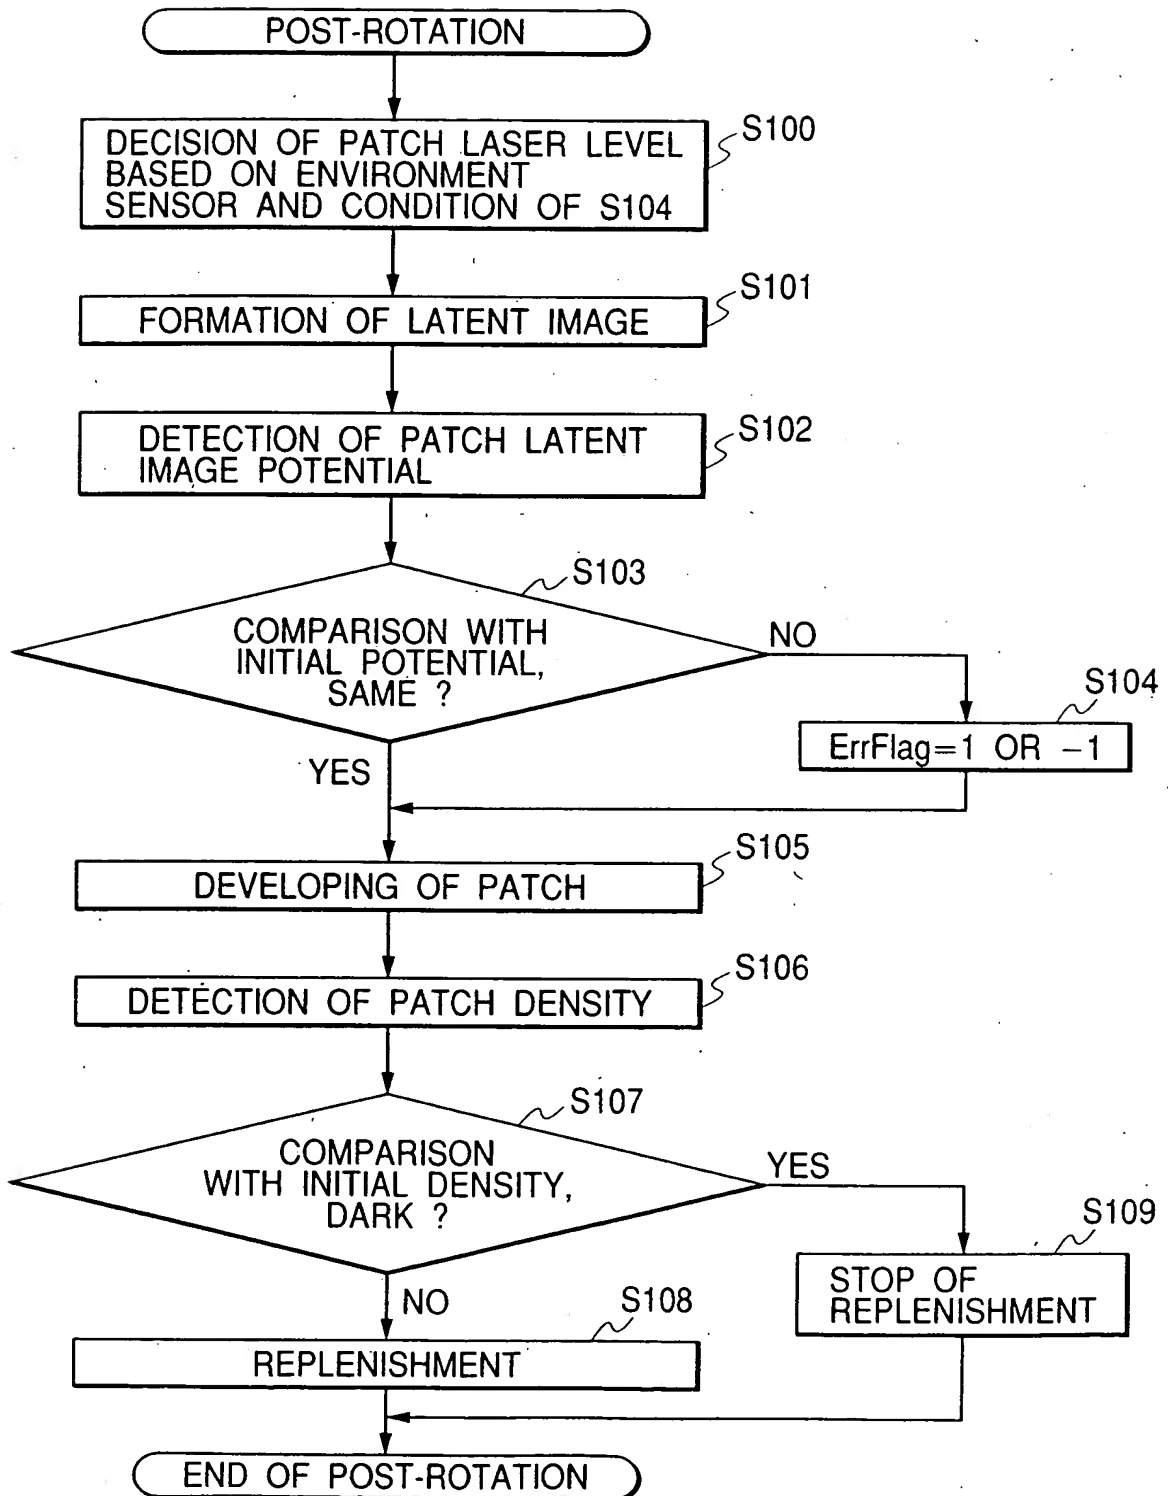 POST-ROTATION
S100
DECISION OF PATCH LASER LEVEL
BASED ON ENVIRONMENT
SENSOR AND CONDITION OF S104
S101
FORMATION OF LATENT IMAGE
S102
DETECTION OF PATCH LATENT
IMAGE POTENTIAL
S103
COMPARISON WITH
INITIAL POTENTIAL,
SAME ?
NO
S104
ErrFlag=1 OR −1
YES
S105
DEVELOPING OF PATCH
S106
DETECTION OF PATCH DENSITY
S107
COMPARISON
WITH INITIAL DENSITY,
DARK ?
YES
S109
STOP OF
REPLENISHMENT
NO
S108
REPLENISHMENT
END OF POST-ROTATION